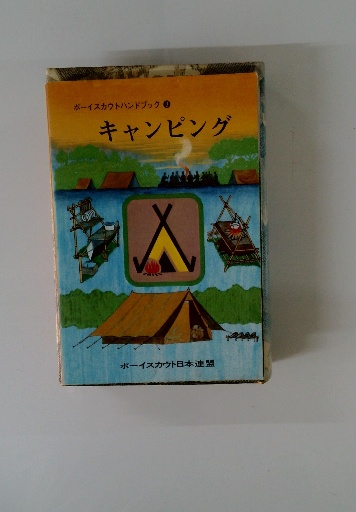 ボーイスカウトハンドブック 1
キャンピング
ボーイスカウト日本連盟